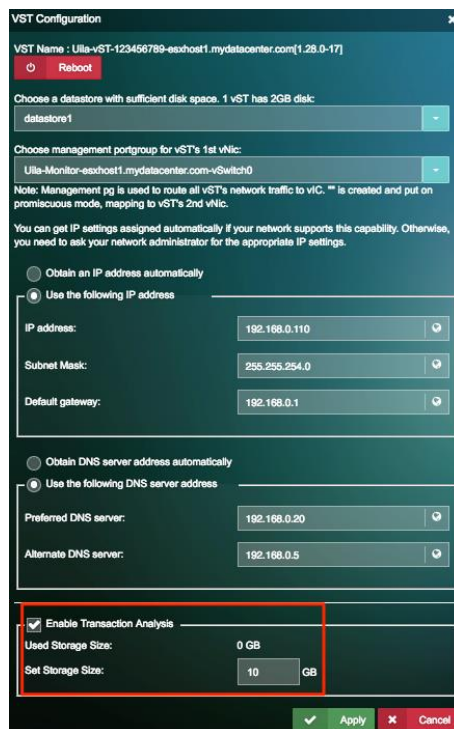 VST Configuration
VST Name : Uila-vST-123456789-esxhost1.mydatacenter.com[1.28.0-17]
Reboot
Choose a datastore with sufficient disk space. 1 vST has 2GB disk:
datastore1
Choose management portgroup for vST's 1st vNic:
Uila-Monitor-esxhost1.mydatacenter.com-vSwitch0
Note: Management pg is used to route all vST's network traffic to vIC. "" is created and put on
promiscuous mode, mapping to vST's 2nd vNic.
You can get IP settings assigned automatically if your network supports this capability. Otherwise,
you need to ask your network administrator for the appropriate IP settings.
Obtain an IP address automatically
Use the following IP address
IP address: 192.168.0.110
Subnet Mask: 255.255.254.0
Default gateway: 192.168.0.1
Obtain DNS server address automatically
Use the following DNS server address
Preferred DNS server: 192.168.0.20
Alternate DNS server: 192.168.0.5
Enable Transaction Analysis
Used Storage Size: 0 GB
Set Storage Size: 10 GB
Apply Cancel